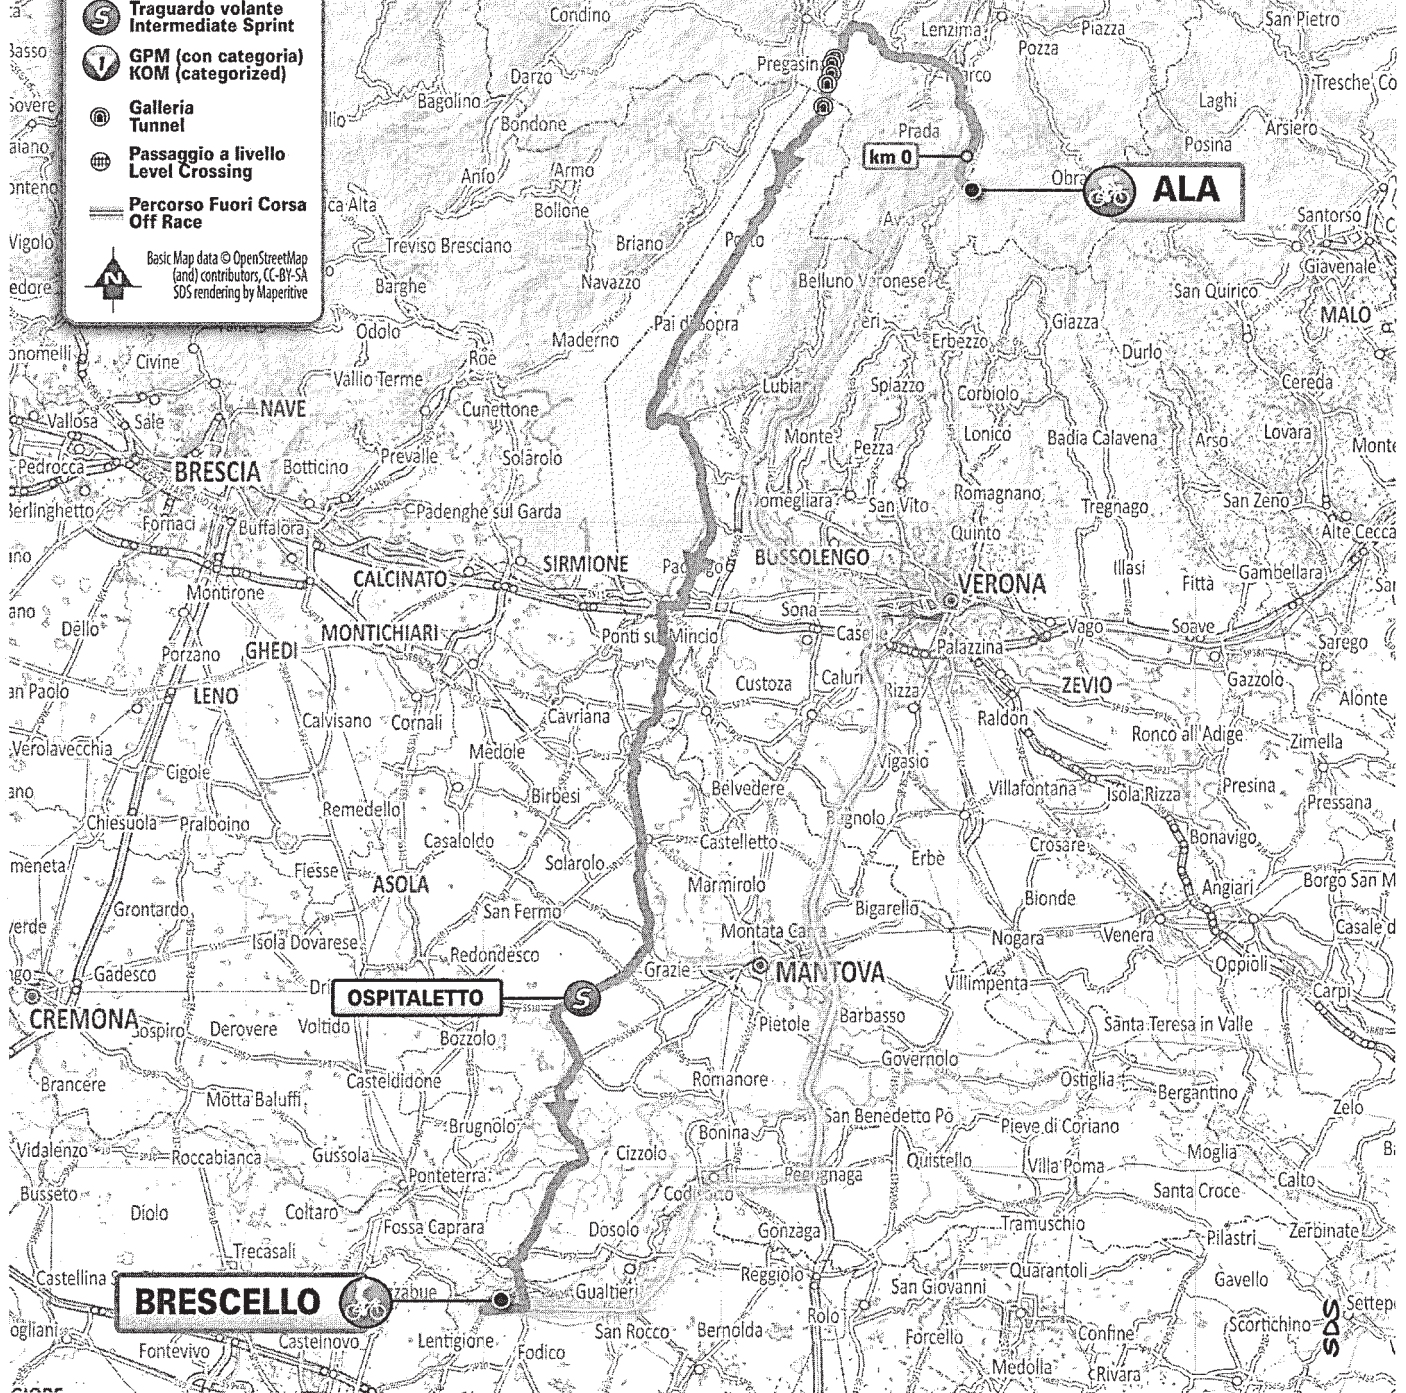 Traguardo volante
Intermediate Sprint
GPM (con categoria)
KOM (categorized)
Galleria
Tunnel
Passaggio a livello
Level Crossing
Percorso Fuori Corsa
Off Race
N
Basic Map data © OpenStreetMap
(and) contributors, CC-BY-SA
SDS rendering by Maperitive
Condino
Lenzima
Piazza
San Pietro
Pozza
Darzo
Tresche
Bagolino
Laghi
Bondone
Arsiero
Prada
Posina
km 0
Anfo
Armo
ALA
Bollone
Santorso
Vigolo
Treviso Bresciano
Briano
Giavenale
Barghe
Navazzo
Belluno Veronese
San Quirico
MALO
Pai di Sopra
Giazza
Odolo
Maderno
Erbezzo
Durlo
Civine
Roè
Vallio Terme
Spiazzo
Corbiolo
Cereda
NAVE
Cunettone
Vallosa
Sale
Monte
Lonico
Badia Calavena
Arso
Lovara
Pezza
Pedrocca
BRESCIA
Botticino
Prevalle
Solarolo
Romagnano
San Zeno
San Vito
Tregnago
Berlinghetto
Fornaci
Buffalora
Padenghe sul Garda
Quinto
Alte Cecca
SIRMIONE
BUSSOLENGO
Illasi
CALCINATO
VERONA
Fittà
Gambellara
Montirone
Sona
Dello
MONTICHIARI
Ponti sul Mincio
Caselle
Vago
Soave
Sarego
Porzano
GHEDI
Palazzina
LENO
Custoza
Caluri
Rizza
ZEVIO
Gazzolo
Alonte
Calvisano
Cornali
Cavriana
Raldon
Ronco all'Adige
Zimella
Verolavecchia
Medole
Cigole
Vigasio
Birbesi
Belvedere
Villafontana
Isola Rizza
Presina
Pressana
Remedello
Chiesuola
Pralboino
Casaloldo
Castelletto
Erbè
Crosare
Bonavigo
Solarolo
Fiesse
ASOLA
Marmirolo
Bionde
Angiari
Borgo San M
Grontardo
San Fermo
Bigarello
Isola Dovarese
Nogara
Venera
Casale d
Redondesco
Gadesco
Grazie
MANTOVA
Oppioli
Villimpenta
OSPITALETTO
S
Carpi
CREMONA
Derovere
Voltido
Bozzolo
Pietole
Barbasso
Santa Teresa in Valle
Governolo
Brancere
Casteldidone
Romanore
Ostiglia
Bergantino
Motta Baluffi
Zelo
Brugnolo
San Benedetto Po
Bonina
Pieve di Coriano
Vidalenzo
Roccabianca
Gussola
Cizzolo
Quistello
Villa Poma
Moglia
Ponteterra
Pegognaga
Calto
Busseto
Santa Croce
Diolo
Coltaro
Fossa Caprara
Dosolo
Gonzaga
Tramuschio
Pilastri
Zerbinate
Trecasali
Reggiolo
Quarantoli
Gavello
San Giovanni
Gualtieri
BRESCELLO
Rolo
SDS
Scortichino
San Rocco
Bernolda
Forcello
Confine
Fontevivo
Castelnovo
Lentigione
Fodico
Medolla
Rivara